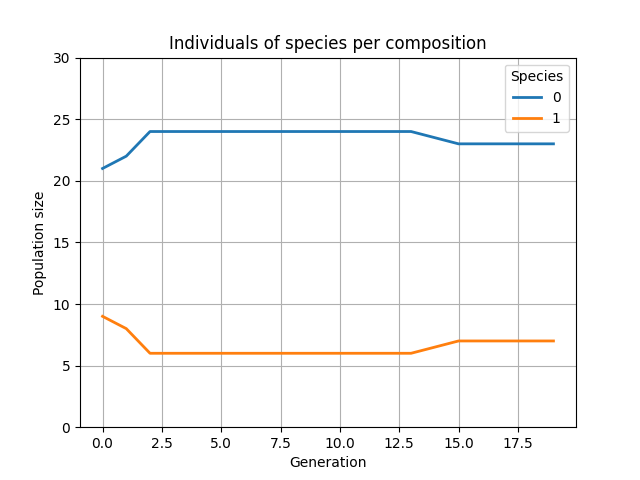 Individuals of species per composition
Species
0
1
30
25
20
15
10
5
0
Population size
0.0 2.5 5.0 7.5 10.0 12.5 15.0 17.5
Generation